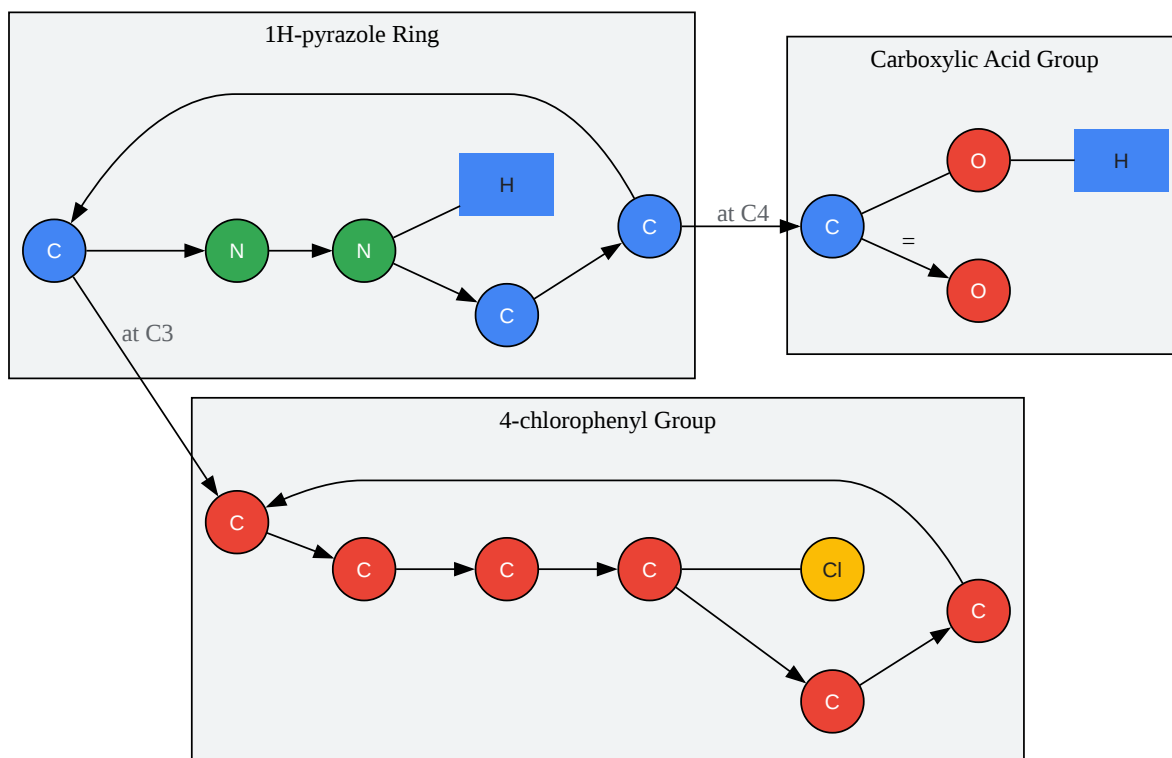 1H-pyrazole Ring
Carboxylic Acid Group
O
H
H
C
at C4
C
=
C
N
N
O
C
at C3
4-chlorophenyl Group
C
C
C
C
Cl
C
C